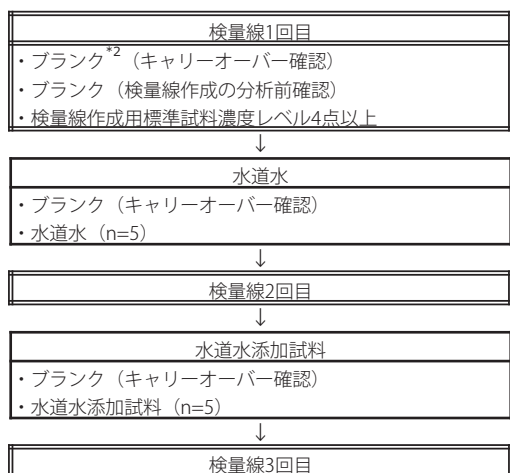 検量線1回目
・ブランク*2（キャリーオーバー確認）
・ブランク（検量線作成の分析前確認）
・検量線作成用標準試料濃度レベル4点以上
↓
水道水
・ブランク（キャリーオーバー確認）
・水道水（n=5）
↓
検量線2回目
↓
水道水添加試料
・ブランク（キャリーオーバー確認）
・水道水添加試料（n=5）
↓
検量線3回目